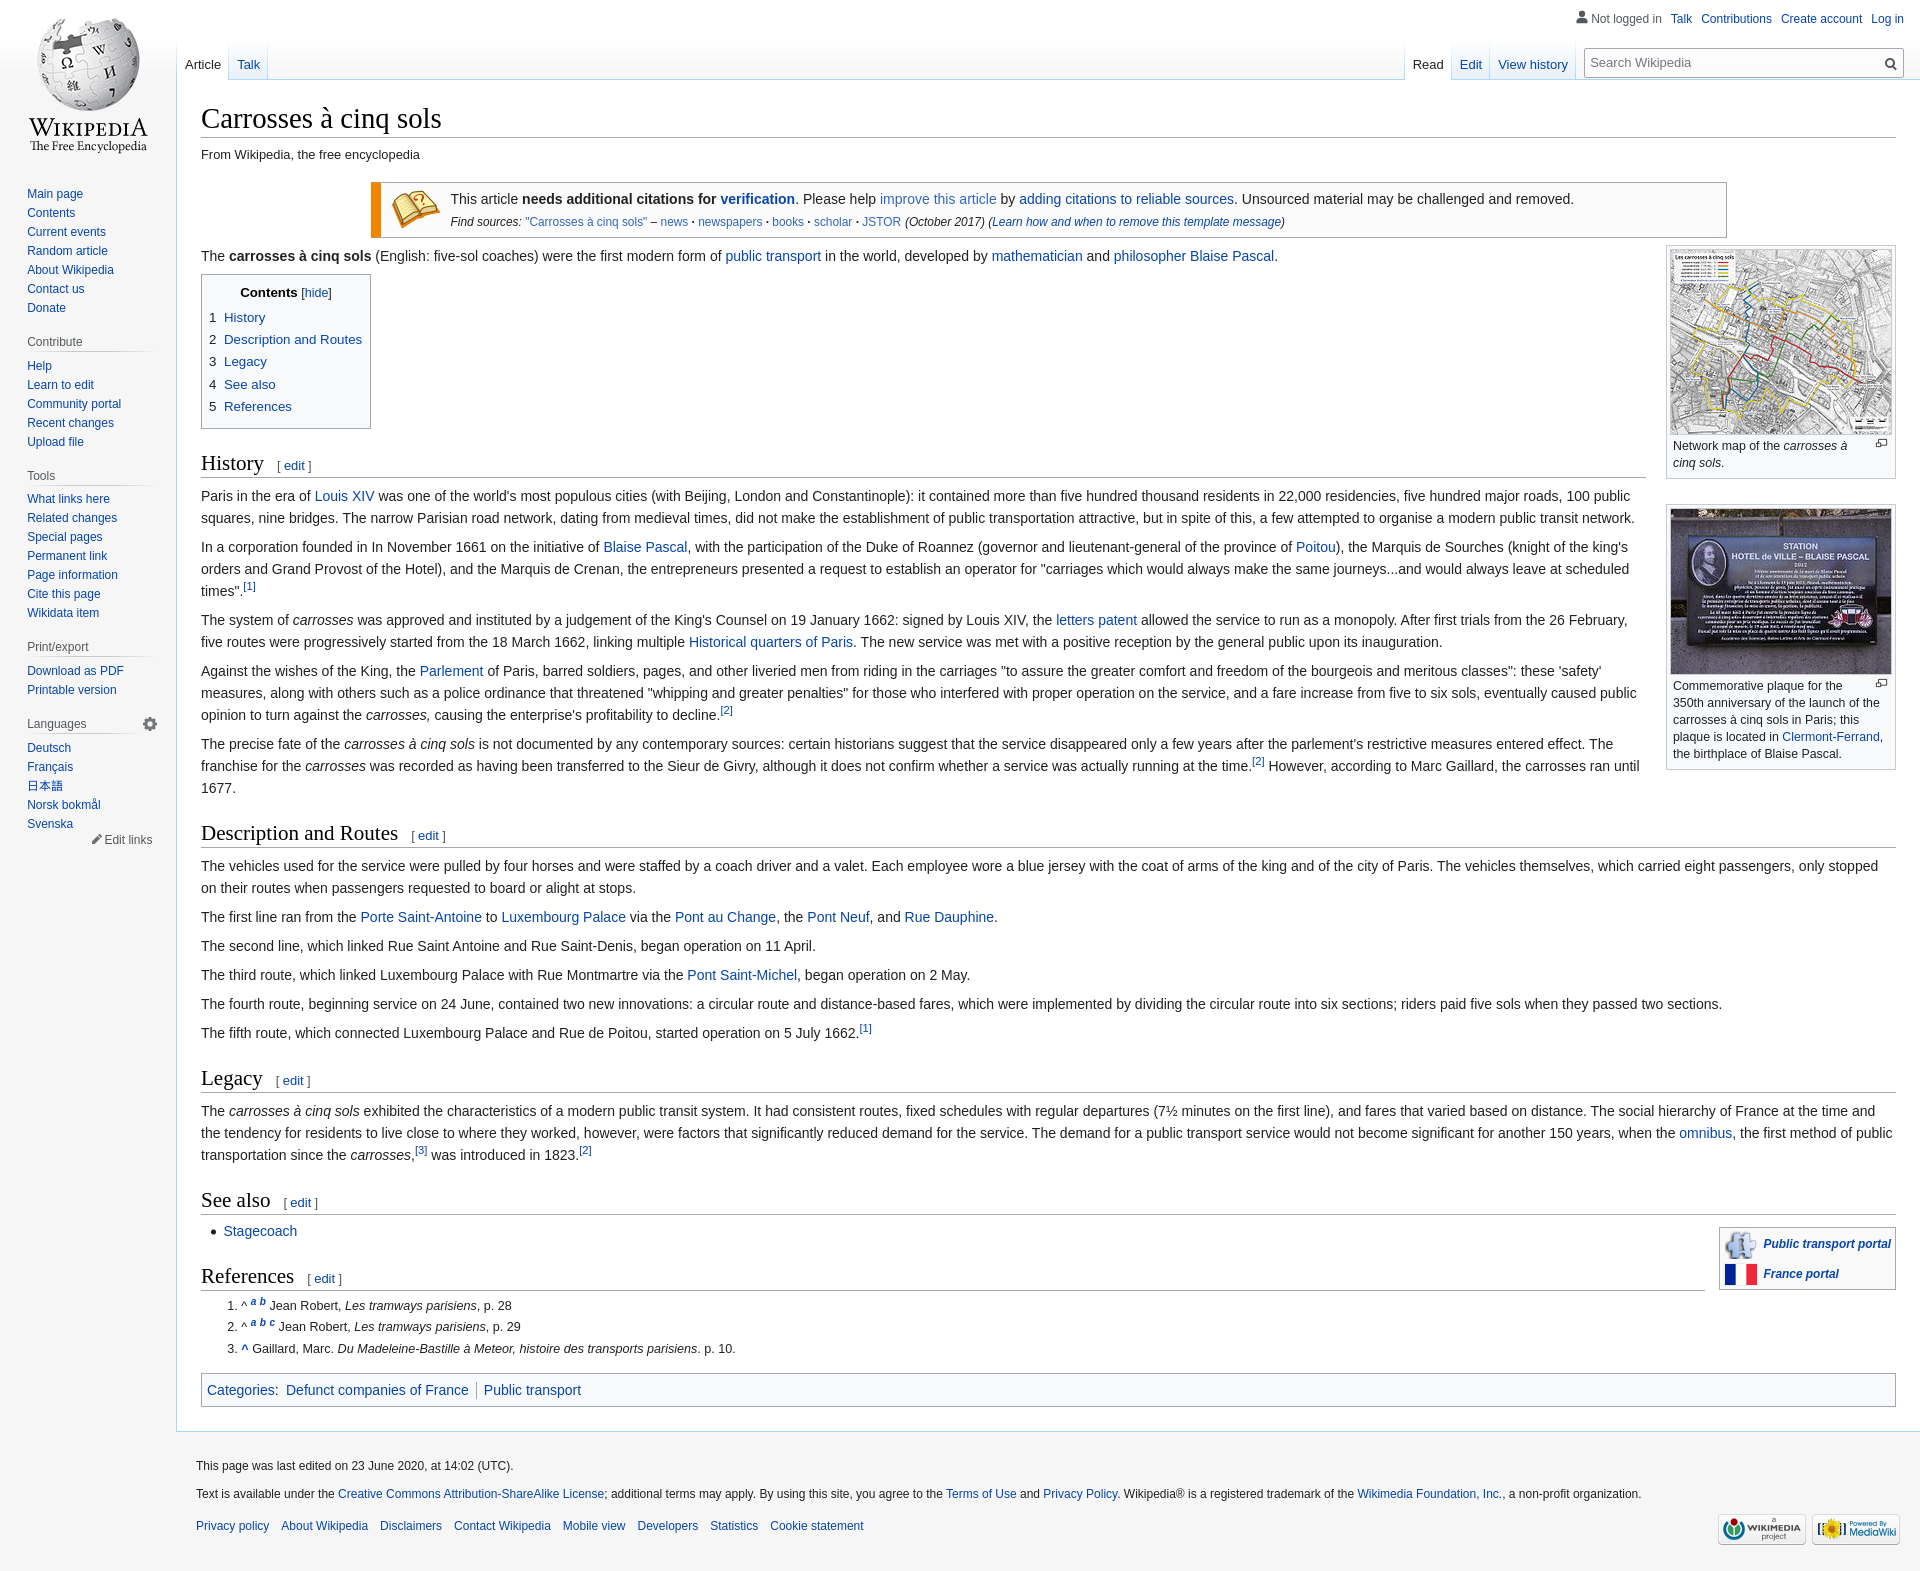 Not logged in Talk Contributions Create account Log in
Article Talk
Read Edit View history Search Wikipedia
WIKIPEDIA
The Free Encyclopedia
Main page
Contents
Current events
Random article
About Wikipedia
Contact us
Donate
Contribute
Help
Learn to edit
Community portal
Recent changes
Upload file
Tools
What links here
Related changes
Special pages
Permanent link
Page information
Cite this page
Wikidata item
Print/export
Download as PDF
Printable version
Languages
Deutsch
Français
日本語
Norsk bokmål
Svenska
Edit links
Carrosses à cinq sols
From Wikipedia, the free encyclopedia
This article needs additional citations for verification. Please help improve this article by adding citations to reliable sources. Unsourced material may be challenged and removed.
Find sources: "Carrosses à cinq sols" – news · newspapers · books · scholar · JSTOR (October 2017) (Learn how and when to remove this template message)
The carrosses à cinq sols (English: five-sol coaches) were the first modern form of public transport in the world, developed by mathematician and philosopher Blaise Pascal.
Contents [hide]
1 History
2 Description and Routes
3 Legacy
4 See also
5 References
Les carrosses à cinq sols
Network map of the carrosses à
cinq sols.
STATION
HOTEL de VILLE – BLAISE PASCAL
2012
Commemorative plaque for the
350th anniversary of the launch of the
carrosses à cinq sols in Paris; this
plaque is located in Clermont-Ferrand,
the birthplace of Blaise Pascal.
History [ edit ]
Paris in the era of Louis XIV was one of the world's most populous cities (with Beijing, London and Constantinople): it contained more than five hundred thousand residents in 22,000 residencies, five hundred major roads, 100 public
squares, nine bridges. The narrow Parisian road network, dating from medieval times, did not make the establishment of public transportation attractive, but in spite of this, a few attempted to organise a modern public transit network.
In a corporation founded in In November 1661 on the initiative of Blaise Pascal, with the participation of the Duke of Roannez (governor and lieutenant-general of the province of Poitou), the Marquis de Sourches (knight of the king's
orders and Grand Provost of the Hotel), and the Marquis de Crenan, the entrepreneurs presented a request to establish an operator for "carriages which would always make the same journeys...and would always leave at scheduled
times".[1]
The system of carrosses was approved and instituted by a judgement of the King's Counsel on 19 January 1662: signed by Louis XIV, the letters patent allowed the service to run as a monopoly. After first trials from the 26 February,
five routes were progressively started from the 18 March 1662, linking multiple Historical quarters of Paris. The new service was met with a positive reception by the general public upon its inauguration.
Against the wishes of the King, the Parlement of Paris, barred soldiers, pages, and other liveried men from riding in the carriages "to assure the greater comfort and freedom of the bourgeois and meritous classes": these 'safety'
measures, along with others such as a police ordinance that threatened "whipping and greater penalties" for those who interfered with proper operation on the service, and a fare increase from five to six sols, eventually caused public
opinion to turn against the carrosses, causing the enterprise's profitability to decline.[2]
The precise fate of the carrosses à cinq sols is not documented by any contemporary sources: certain historians suggest that the service disappeared only a few years after the parlement's restrictive measures entered effect. The
franchise for the carrosses was recorded as having been transferred to the Sieur de Givry, although it does not confirm whether a service was actually running at the time.[2] However, according to Marc Gaillard, the carrosses ran until
1677.
Description and Routes [ edit ]
The vehicles used for the service were pulled by four horses and were staffed by a coach driver and a valet. Each employee wore a blue jersey with the coat of arms of the king and of the city of Paris. The vehicles themselves, which carried eight passengers, only stopped
on their routes when passengers requested to board or alight at stops.
The first line ran from the Porte Saint-Antoine to Luxembourg Palace via the Pont au Change, the Pont Neuf, and Rue Dauphine.
The second line, which linked Rue Saint Antoine and Rue Saint-Denis, began operation on 11 April.
The third route, which linked Luxembourg Palace with Rue Montmartre via the Pont Saint-Michel, began operation on 2 May.
The fourth route, beginning service on 24 June, contained two new innovations: a circular route and distance-based fares, which were implemented by dividing the circular route into six sections; riders paid five sols when they passed two sections.
The fifth route, which connected Luxembourg Palace and Rue de Poitou, started operation on 5 July 1662.[1]
Legacy [ edit ]
The carrosses à cinq sols exhibited the characteristics of a modern public transit system. It had consistent routes, fixed schedules with regular departures (7½ minutes on the first line), and fares that varied based on distance. The social hierarchy of France at the time and
the tendency for residents to live close to where they worked, however, were factors that significantly reduced demand for the service. The demand for a public transport service would not become significant for another 150 years, when the omnibus, the first method of public
transportation since the carrosses,[3] was introduced in 1823.[2]
See also [ edit ]
• Stagecoach
Public transport portal
France portal
References [ edit ]
1. ^ a b Jean Robert, Les tramways parisiens, p. 28
2. ^ a b c Jean Robert, Les tramways parisiens, p. 29
3. ^ Gaillard, Marc. Du Madeleine-Bastille à Meteor, histoire des transports parisiens. p. 10.
Categories: Defunct companies of France Public transport
This page was last edited on 23 June 2020, at 14:02 (UTC).
Text is available under the Creative Commons Attribution-ShareAlike License; additional terms may apply. By using this site, you agree to the Terms of Use and Privacy Policy. Wikipedia® is a registered trademark of the Wikimedia Foundation, Inc., a non-profit organization.
Privacy policy About Wikipedia Disclaimers Contact Wikipedia Mobile view Developers Statistics Cookie statement
a
WIKIMEDIA
project
Powered By
MediaWiki